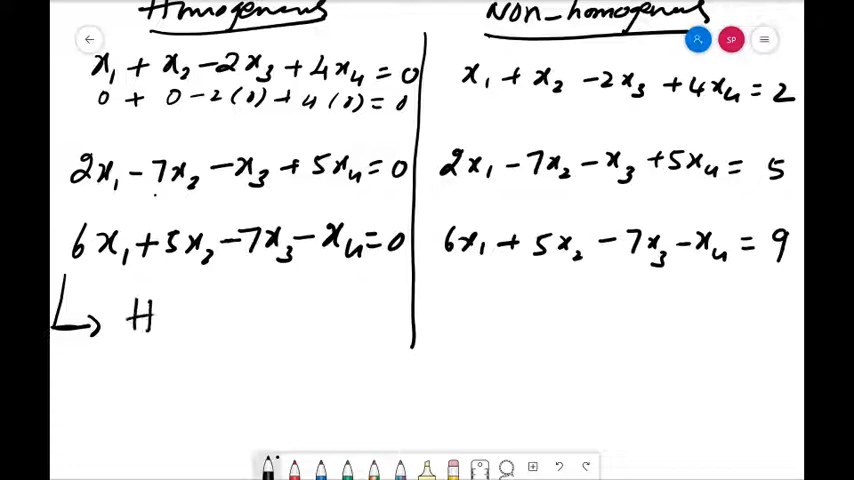 Homogenous
x₁ + x₂ - 2x₃ + 4x₄ = 0
0 + 0 - 2(0) + 4(0) = 0
2x₁ - 7x₂ - x₃ + 5x₄ = 0
6x₁ + 5x₂ - 7x₃ - x₄ = 0
H
Non-homogenous
SP
x₁ + x₂ - 2x₃ + 4x₄ = 2
2x₁ - 7x₂ - x₃ + 5x₄ = 5
6x₁ + 5x₂ - 7x₃ - x₄ = 9